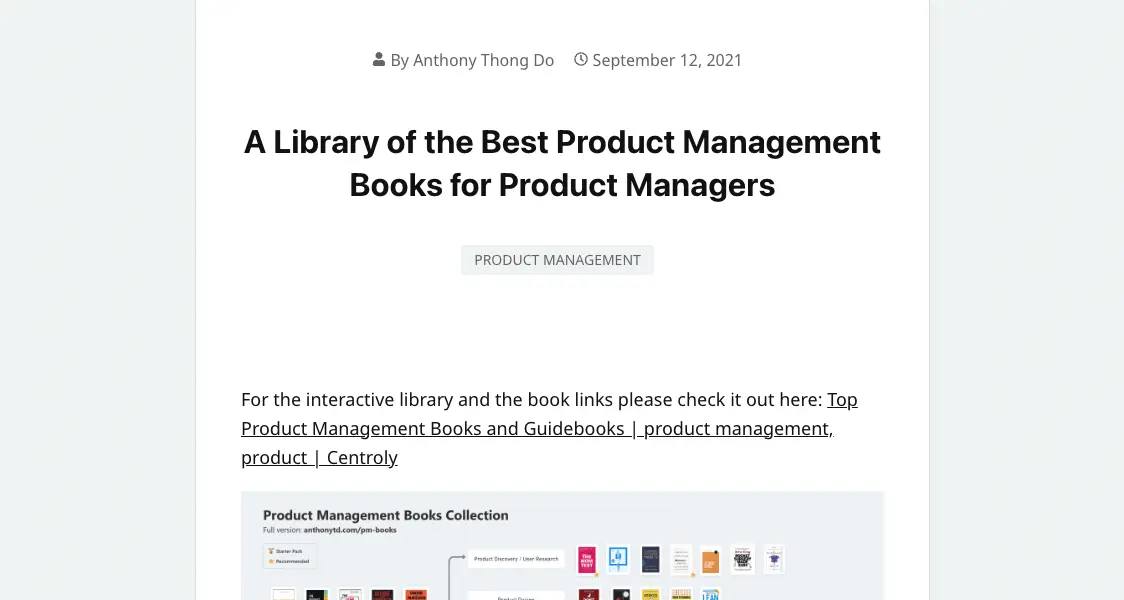 By Anthony Thong Do September 12, 2021
A Library of the Best Product Management
Books for Product Managers
PRODUCT MANAGEMENT
For the interactive library and the book links please check it out here: Top
Product Management Books and Guidebooks | product management,
product | Centroly
Product Management Books Collection
Full version: anthonytd.com/pm-books
Starter Pack
Recommended
Product Discovery / User Research
THE MOM TEST